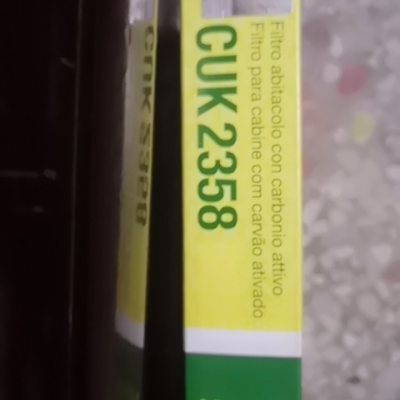 Filtro abitacolo con carbonio attivo
Filtro para cabine com carvão ativado
CUK 2358